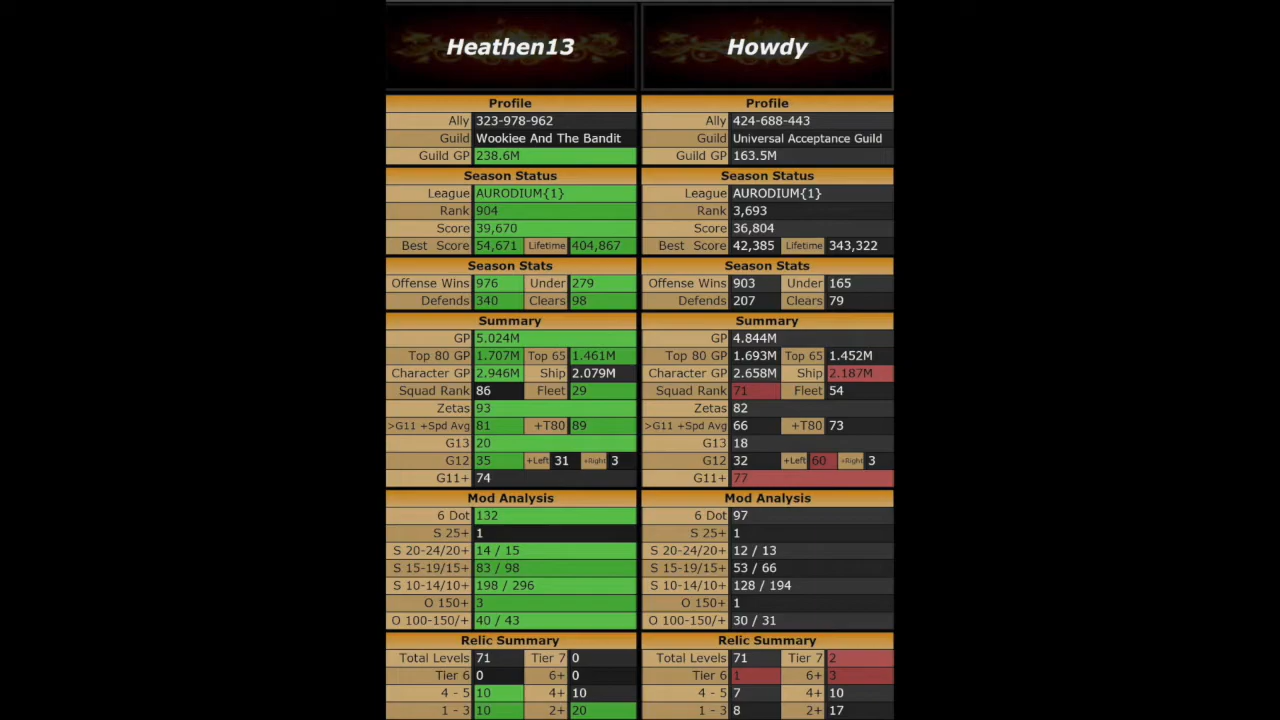 Heathen13
Profile
Ally 323-978-962
Guild Wookiee And The Bandit
Guild GP 238.6M
Season Status
League AURODIUM{1}
Rank 904
Score 39,670
Best Score 54,671 Lifetime 404,867
Season Stats
Offense Wins 976 Under 279
Defends 340 Clears 98
Summary
GP 5.024M
Top 80 GP 1.707M Top 65 1.461M
Character GP 2.946M Ship 2.079M
Squad Rank 86 Fleet 29
Zetas 93
>G11 +Spd Avg 81 +T80 89
G13 20
G12 35 +Left 31 +Right 3
G11+ 74
Mod Analysis
6 Dot 132
S 25+ 1
S 20-24/20+ 14 / 15
S 15-19/15+ 83 / 98
S 10-14/10+ 198 / 296
O 150+ 3
O 100-150/+ 40 / 43
Relic Summary
Total Levels 71 Tier 7 0
Tier 6 0 6+ 0
4 - 5 10 4+ 10
1 - 3 10 2+ 20
Howdy
Profile
Ally 424-688-443
Guild Universal Acceptance Guild
Guild GP 163.5M
Season Status
League AURODIUM{1}
Rank 3,693
Score 36,804
Best Score 42,385 Lifetime 343,322
Season Stats
Offense Wins 903 Under 165
Defends 207 Clears 79
Summary
GP 4.844M
Top 80 GP 1.693M Top 65 1.452M
Character GP 2.658M Ship 2.187M
Squad Rank 71 Fleet 54
Zetas 82
>G11 +Spd Avg 66 +T80 73
G13 18
G12 32 +Left 60 +Right 3
G11+ 77
Mod Analysis
6 Dot 97
S 25+ 1
S 20-24/20+ 12 / 13
S 15-19/15+ 53 / 66
S 10-14/10+ 128 / 194
O 150+ 1
O 100-150/+ 30 / 31
Relic Summary
Total Levels 71 Tier 7 2
Tier 6 1 6+ 3
4 - 5 7 4+ 10
1 - 3 8 2+ 17